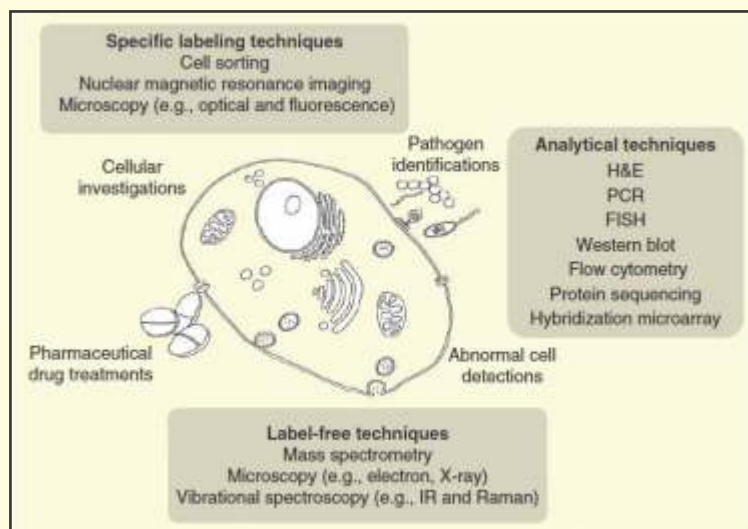 Specific labeling techniques
Cell sorting
Nuclear magnetic resonance imaging
Microscopy (e.g., optical and fluorescence)
Cellular
investigations
Pathogen
identifications
Analytical techniques
H&E
PCR
FISH
Western blot
Flow cytometry
Protein sequencing
Hybridization microarray
Pharmaceutical
drug treatments
Abnormal cell
detections
Label-free techniques
Mass spectrometry
Microscopy (e.g., electron, X-ray)
Vibrational spectroscopy (e.g., IR and Raman)